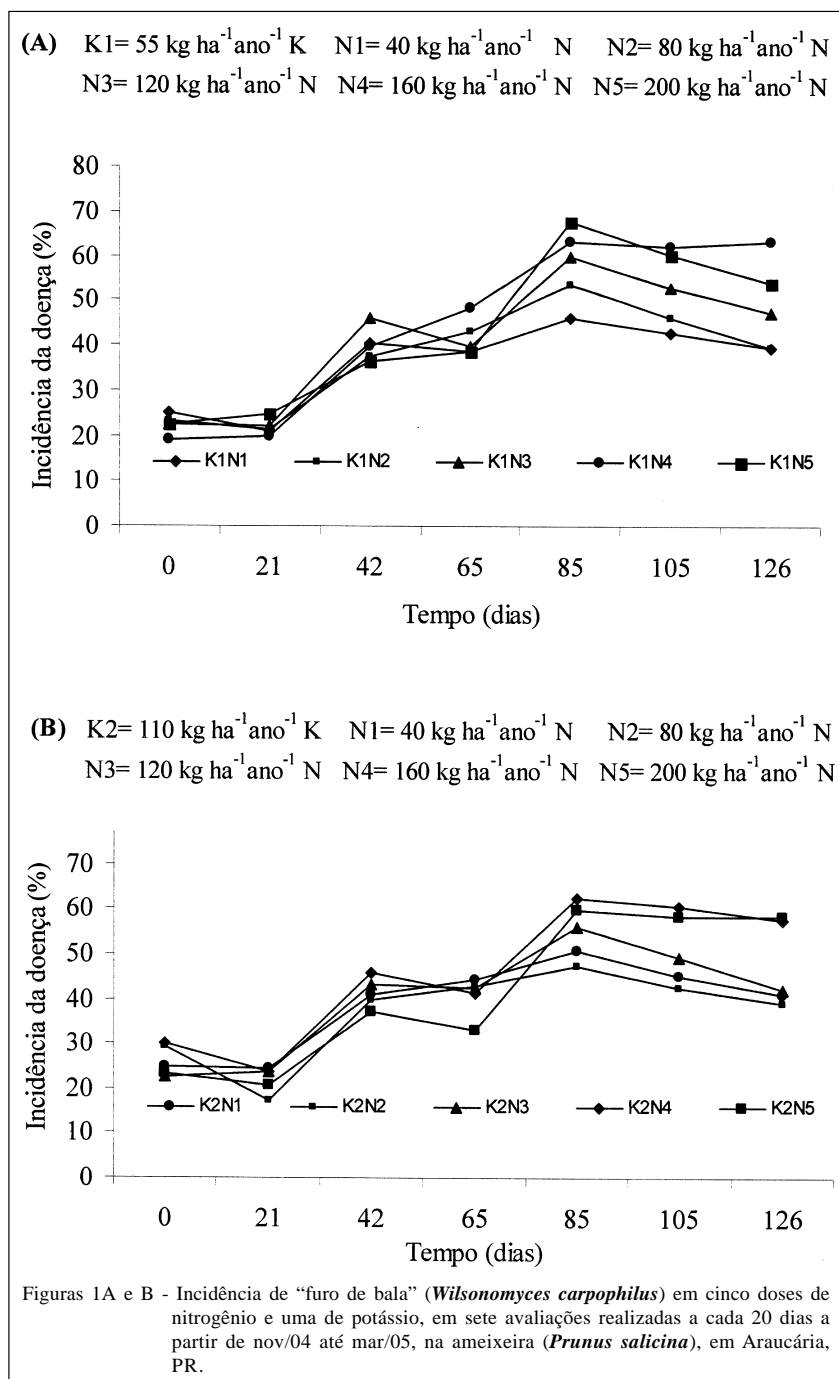 (A) K1= 55 kg ha⁻¹ano⁻¹ K N1= 40 kg ha⁻¹ano⁻¹ N N2= 80 kg ha⁻¹ano⁻¹ N
N3= 120 kg ha⁻¹ano⁻¹ N N4= 160 kg ha⁻¹ano⁻¹ N N5= 200 kg ha⁻¹ano⁻¹ N
Incidência da doença (%)
80
70
60
50
40
30
20
10
0
K1N1 K1N2 K1N3 K1N4 K1N5
0 21 42 65 85 105 126
Tempo (dias)
(B) K2= 110 kg ha⁻¹ano⁻¹ K N1= 40 kg ha⁻¹ano⁻¹ N N2= 80 kg ha⁻¹ano⁻¹ N
N3= 120 kg ha⁻¹ano⁻¹ N N4= 160 kg ha⁻¹ano⁻¹ N N5= 200 kg ha⁻¹ano⁻¹ N
Incidência da doença (%)
70
60
50
40
30
20
10
0
K2N1 K2N2 K2N3 K2N4 K2N5
0 21 42 65 85 105 126
Tempo (dias)
Figuras 1A e B - Incidência de “furo de bala” (Wilsonomyces carpophilus) em cinco doses de
nitrogênio e uma de potássio, em sete avaliações realizadas a cada 20 dias a
partir de nov/04 até mar/05, na ameixeira (Prunus salicina), em Araucária,
PR.